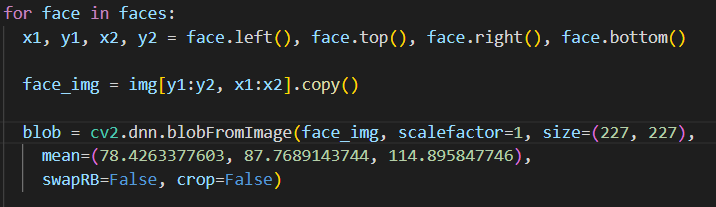 for face in faces:
  x1, y1, x2, y2 = face.left(), face.top(), face.right(), face.bottom()

  face_img = img[y1:y2, x1:x2].copy()

  blob = cv2.dnn.blobFromImage(face_img, scalefactor=1, size=(227, 227),
    mean=(78.4263377603, 87.7689143744, 114.895847746),
    swapRB=False, crop=False)